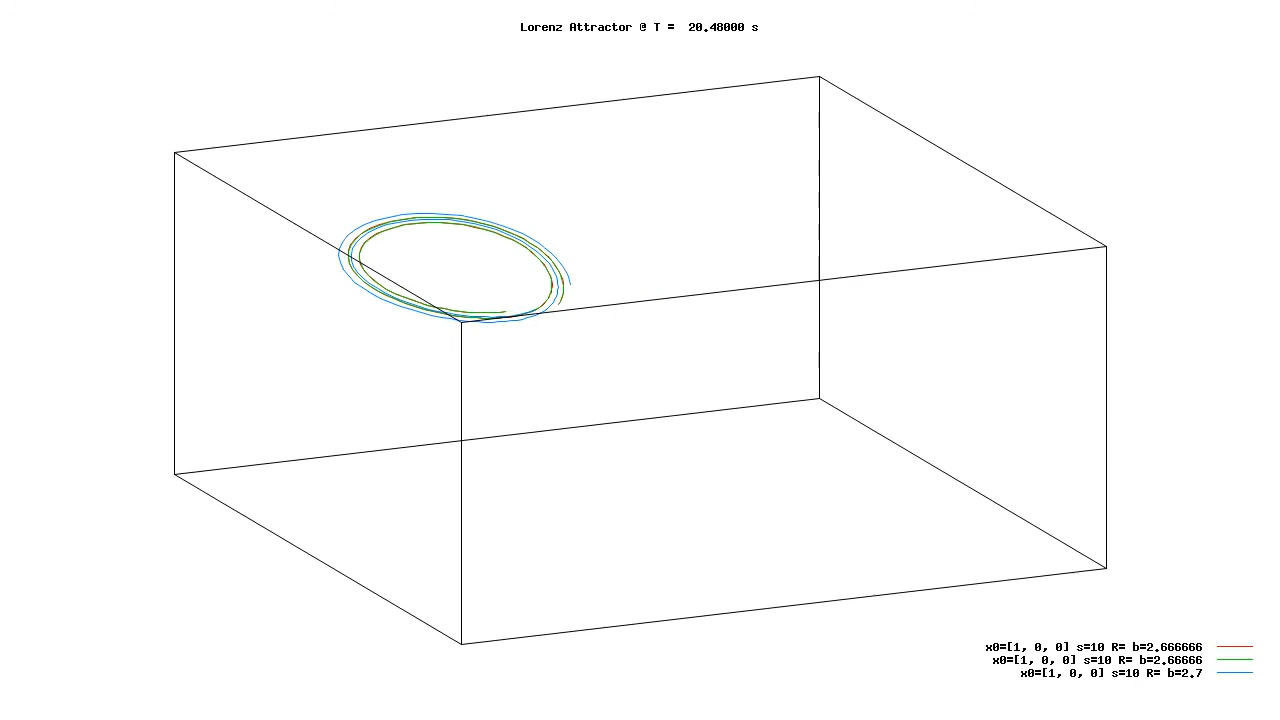 Lorenz Attractor @ T =  20.48000 s
x0=[1, 0, 0] s=10 R= b=2.666666
x0=[1, 0, 0] s=10 R= b=2.66666
x0=[1, 0, 0] s=10 R= b=2.7